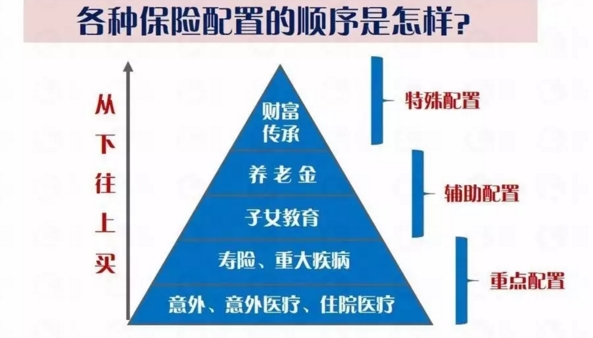 各种保险配置的顺序是怎样?
从下往上买
财富
传承
养老金
子女教育
寿险、重大疾病
意外、意外医疗、住院医疗
特殊配置
辅助配置
重点配置